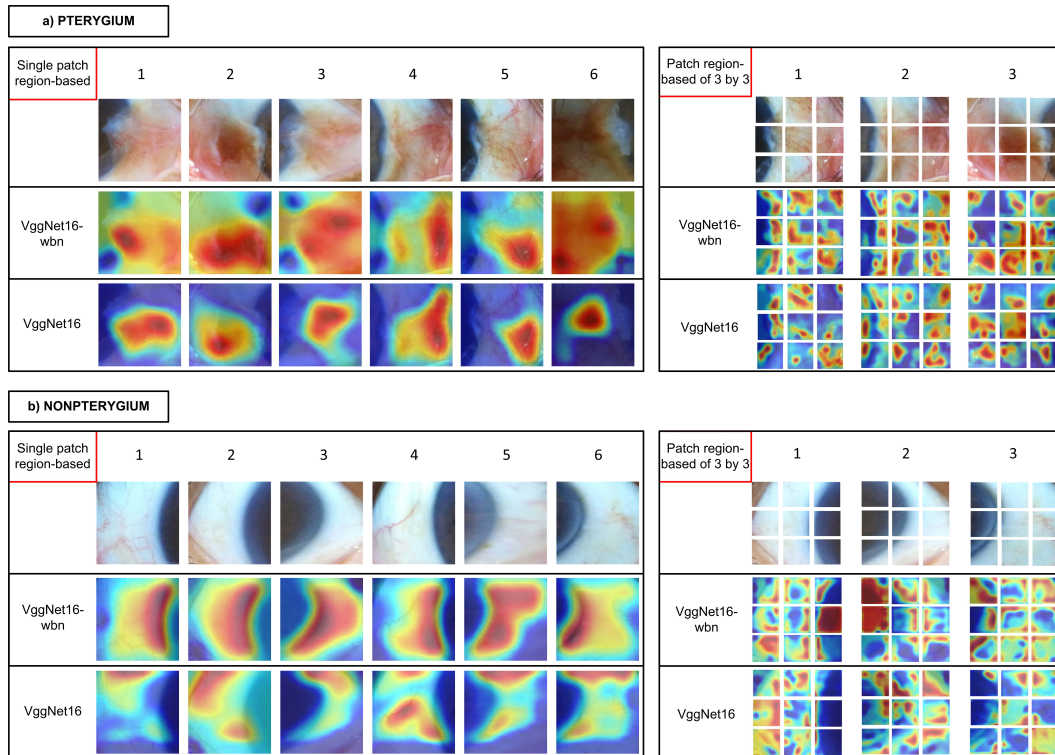 a) PTERYGIUM
Single patch
region-based
1 2 3 4 5 6
VggNet16-
wbn
VggNet16
Patch region-
based of 3 by 3
1 2 3
VggNet16-
wbn
VggNet16
b) NONPTERYGIUM
Single patch
region-based
1 2 3 4 5 6
VggNet16-
wbn
VggNet16
Patch region-
based of 3 by 3
1 2 3
VggNet16-
wbn
VggNet16